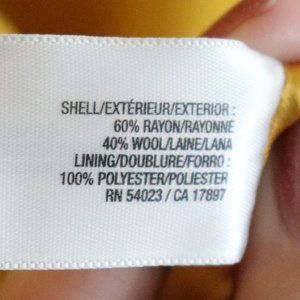 SHELL/EXTÉRIEUR/EXTERIOR :
60% RAYON/RAYONNE
40% WOOL/LAINE/LANA
LINING/DOUBLURE/FORRO :
100% POLYESTER/POLIESTER
RN 54023 / CA 17897